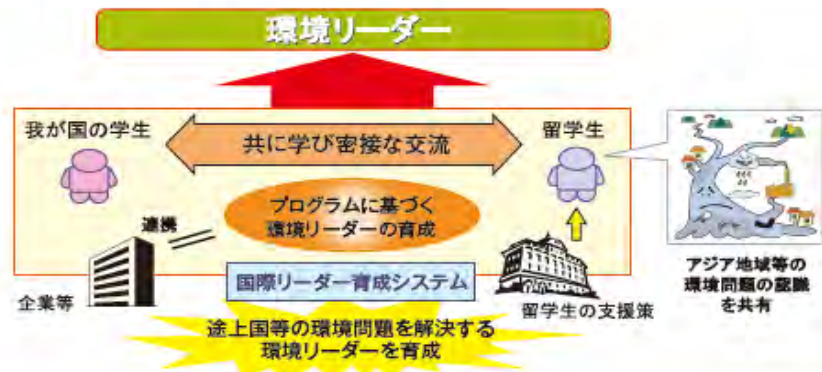 環境リーダー
我が国の学生
共に学び密接な交流
留学生
プログラムに基づく
環境リーダーの育成
連携
企業等
国際リーダー育成システム
留学生の支援策
アジア地域等の
環境問題の認識
を共有
途上国等の環境問題を解決する
環境リーダーを育成